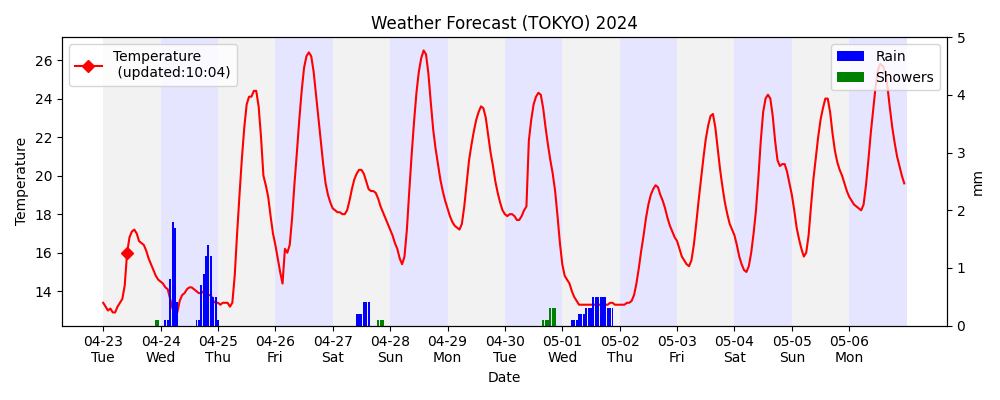 Weather Forecast (TOKYO) 2024
Temperature
(updated:10:04)
Rain
Showers
Temperature
26
24
22
20
18
16
14
5
4
3
2
1
0
mm
04-23 04-24 04-25 04-26 04-27 04-28 04-29 04-30 05-01 05-02 05-03 05-04 05-05 05-06
Tue Wed Thu Fri Sat Sun Mon Tue Wed Thu Fri Sat Sun Mon
Date